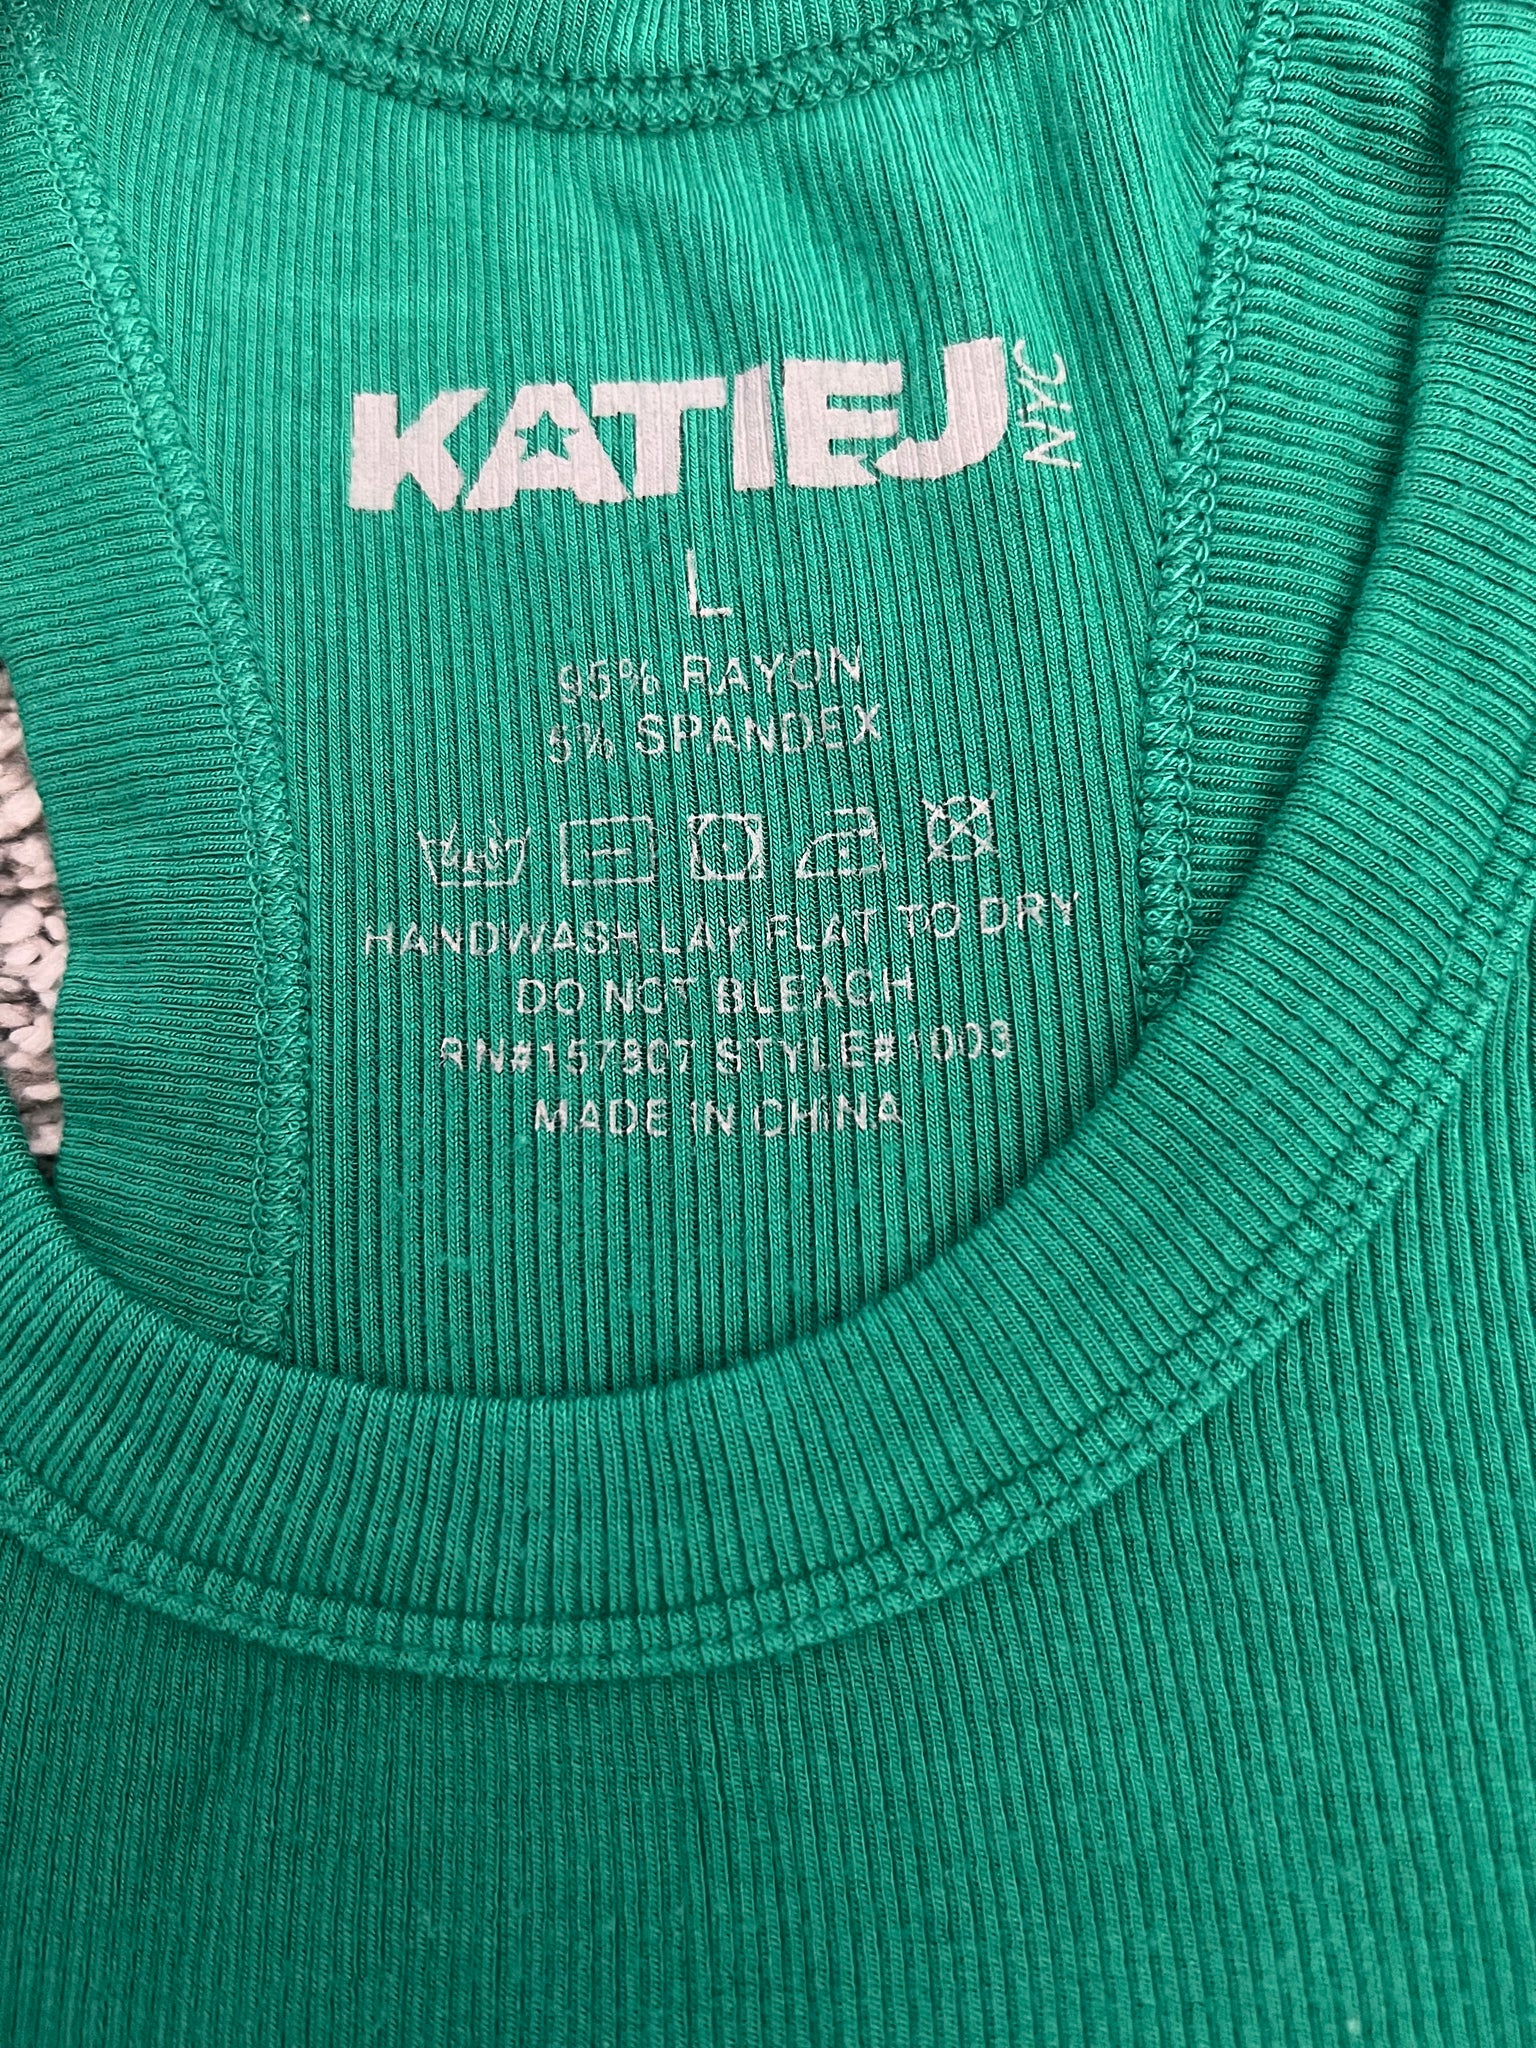 KATIEJ NYC
L
95% RAYON
5% SPANDEX
HANDWASH.LAY FLAT TO DRY
DO NOT BLEACH
RN#157807 STYLE#1003
MADE IN CHINA